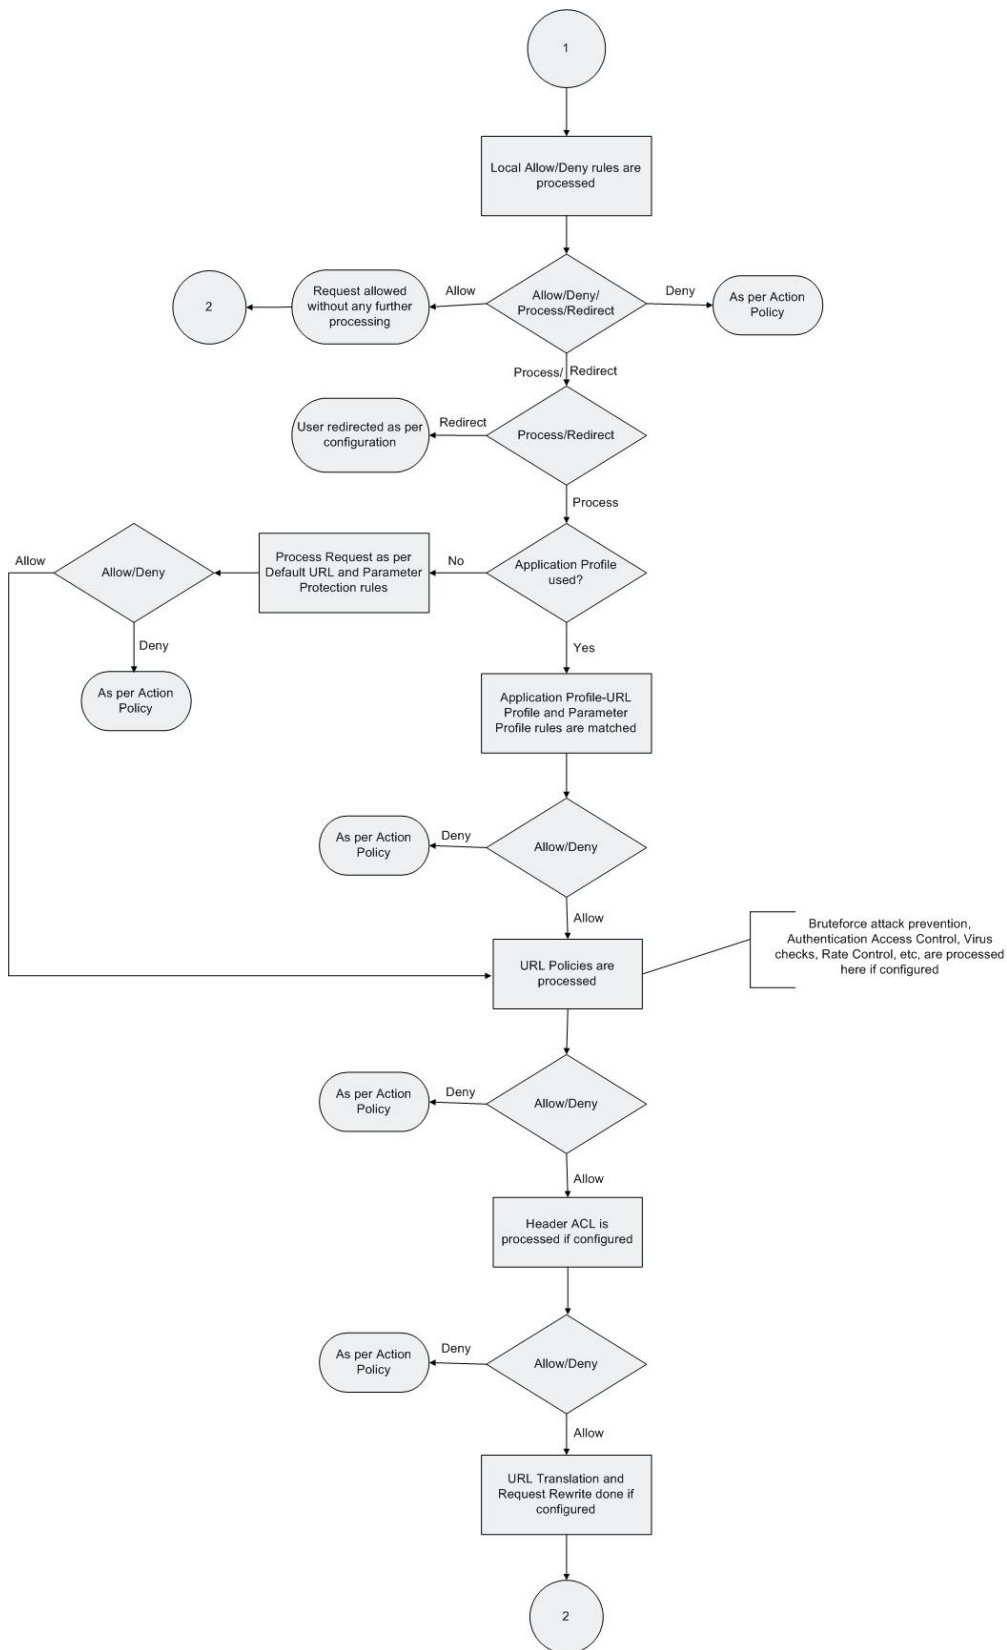 1
Local Allow/Deny rules are
processed
2
Request allowed
without any further
processing
Allow
Allow/Deny/
Process/Redirect
Deny
As per Action
Policy
Process/ Redirect
User redirected as per
configuration
Redirect
Process/Redirect
Process
Allow
Allow/Deny
Process Request as per
Default URL and Parameter
Protection rules
No
Application Profile
used?
Deny
Yes
As per Action
Policy
Application Profile-URL
Profile and Parameter
Profile rules are matched
As per Action
Policy
Deny
Allow/Deny
Allow
Bruteforce attack prevention,
Authentication Access Control, Virus
checks, Rate Control, etc, are processed
here if configured
URL Policies are
processed
As per Action
Policy
Deny
Allow/Deny
Allow
Header ACL is
processed if configured
As per Action
Policy
Deny
Allow/Deny
Allow
URL Translation and
Request Rewrite done if
configured
2